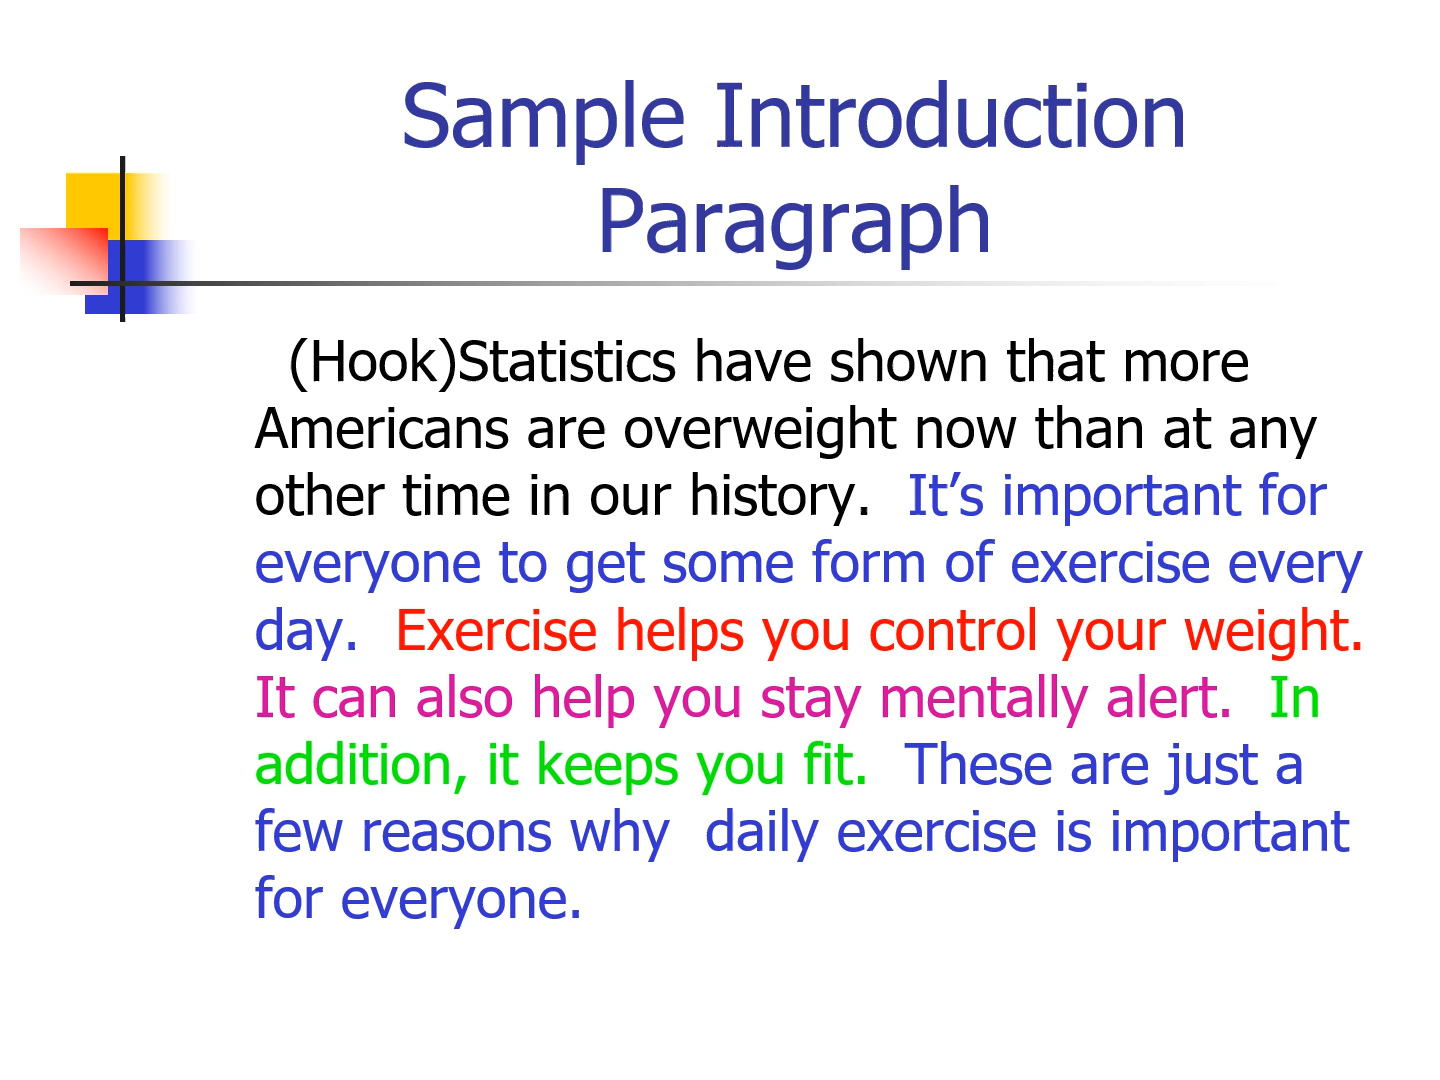 Sample Introduction
Paragraph
(Hook)Statistics have shown that more
Americans are overweight now than at any
other time in our history.  It’s important for
everyone to get some form of exercise every
day.  Exercise helps you control your weight.
It can also help you stay mentally alert.  In
addition, it keeps you fit.  These are just a
few reasons why  daily exercise is important
for everyone.